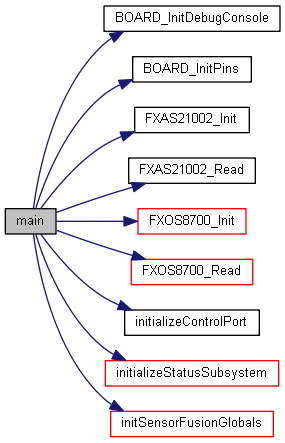 BOARD_InitDebugConsole
BOARD_InitPins
FXAS21002_Init
FXAS21002_Read
main
FXOS8700_Init
FXOS8700_Read
initializeControlPort
initializeStatusSubsystem
initSensorFusionGlobals